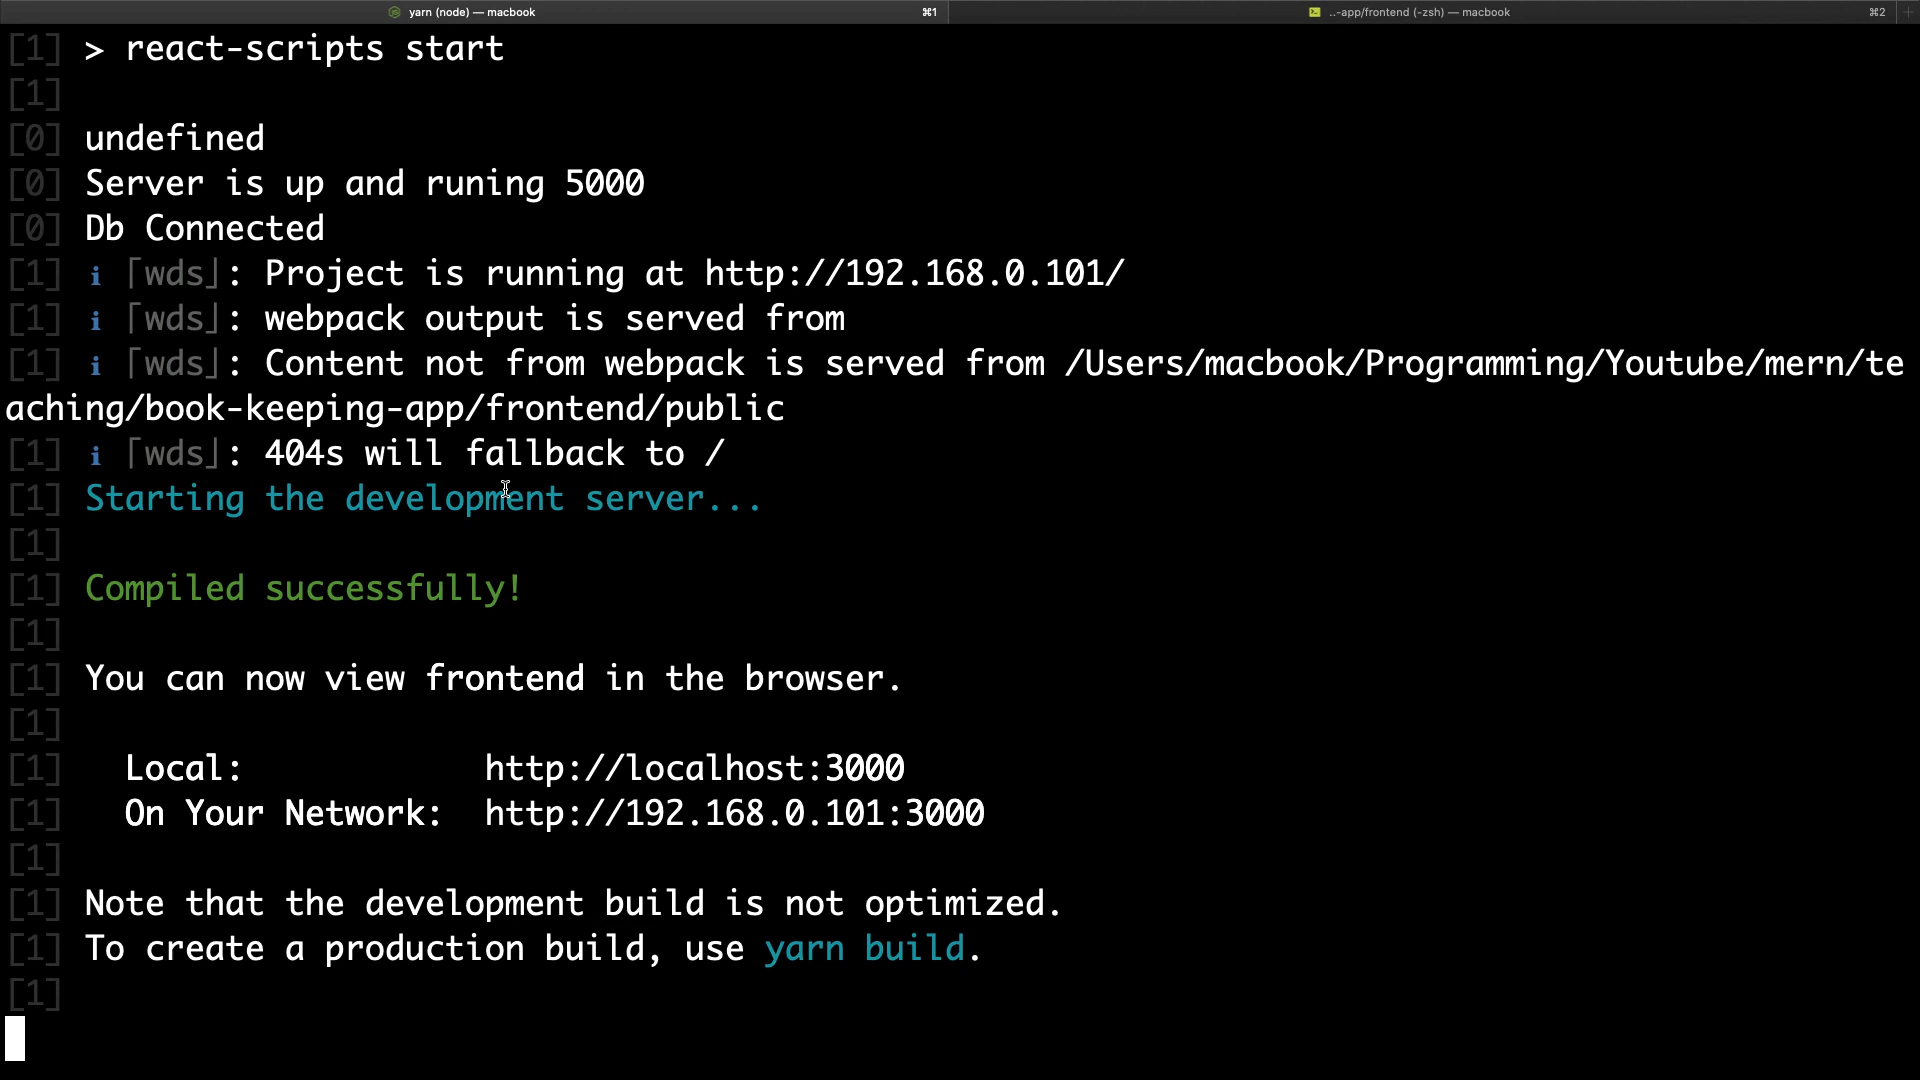 yarn (node) — macbook ⌘1 ..-app/frontend (-zsh) — macbook ⌘2
[1] > react-scripts start
[1]
[0] undefined
[0] Server is up and runing 5000
[0] Db Connected
[1] ℹ ⌈wds⌋: Project is running at http://192.168.0.101/
[1] ℹ ⌈wds⌋: webpack output is served from
[1] ℹ ⌈wds⌋: Content not from webpack is served from /Users/macbook/Programming/Youtube/mern/te
aching/book-keeping-app/frontend/public
[1] ℹ ⌈wds⌋: 404s will fallback to /
[1] Starting the development server...
[1]
[1] Compiled successfully!
[1]
[1] You can now view frontend in the browser.
[1]
[1] Local: http://localhost:3000
[1] On Your Network: http://192.168.0.101:3000
[1]
[1] Note that the development build is not optimized.
[1] To create a production build, use yarn build.
[1]